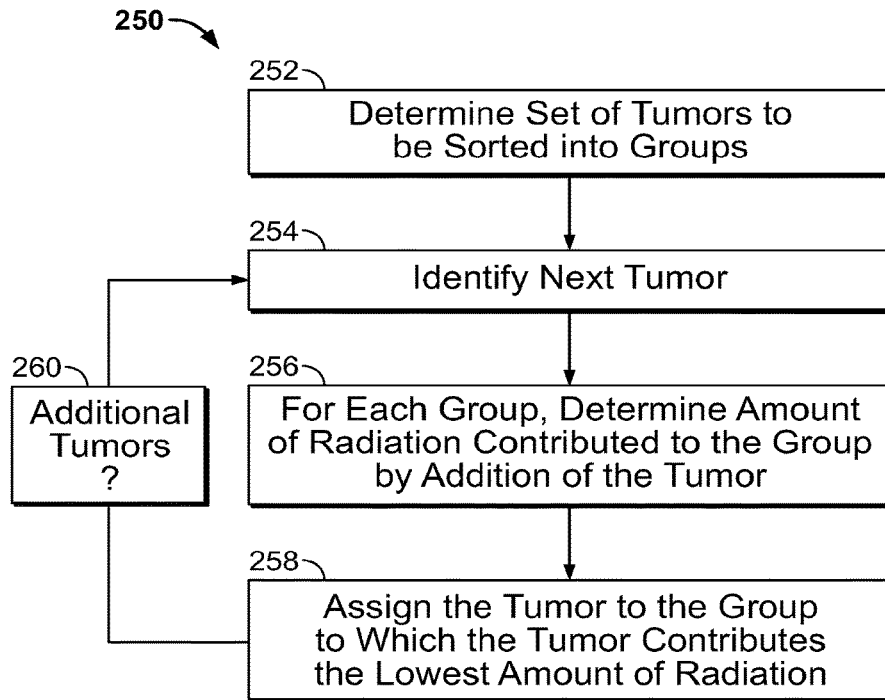 250
252
Determine Set of Tumors to
be Sorted into Groups
254
Identify Next Tumor
260
Additional
Tumors
?
256
For Each Group, Determine Amount
of Radiation Contributed to the Group
by Addition of the Tumor
258
Assign the Tumor to the Group
to Which the Tumor Contributes
the Lowest Amount of Radiation